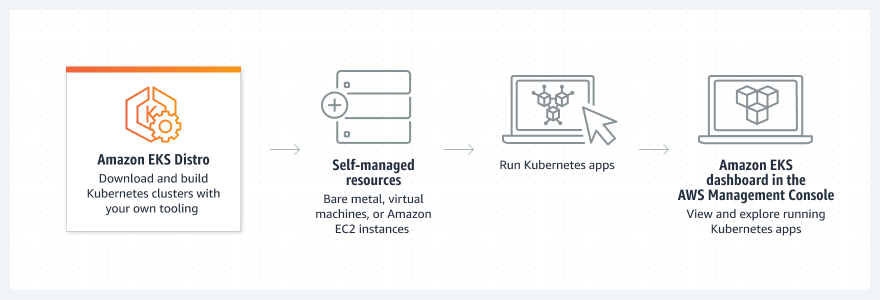 Amazon EKS Distro
Download and build
Kubernetes clusters with
your own tooling
Self-managed
resources
Bare metal, virtual
machines, or Amazon
EC2 instances
Run Kubernetes apps
Amazon EKS
dashboard in the
AWS Management Console
View and explore running
Kubernetes apps